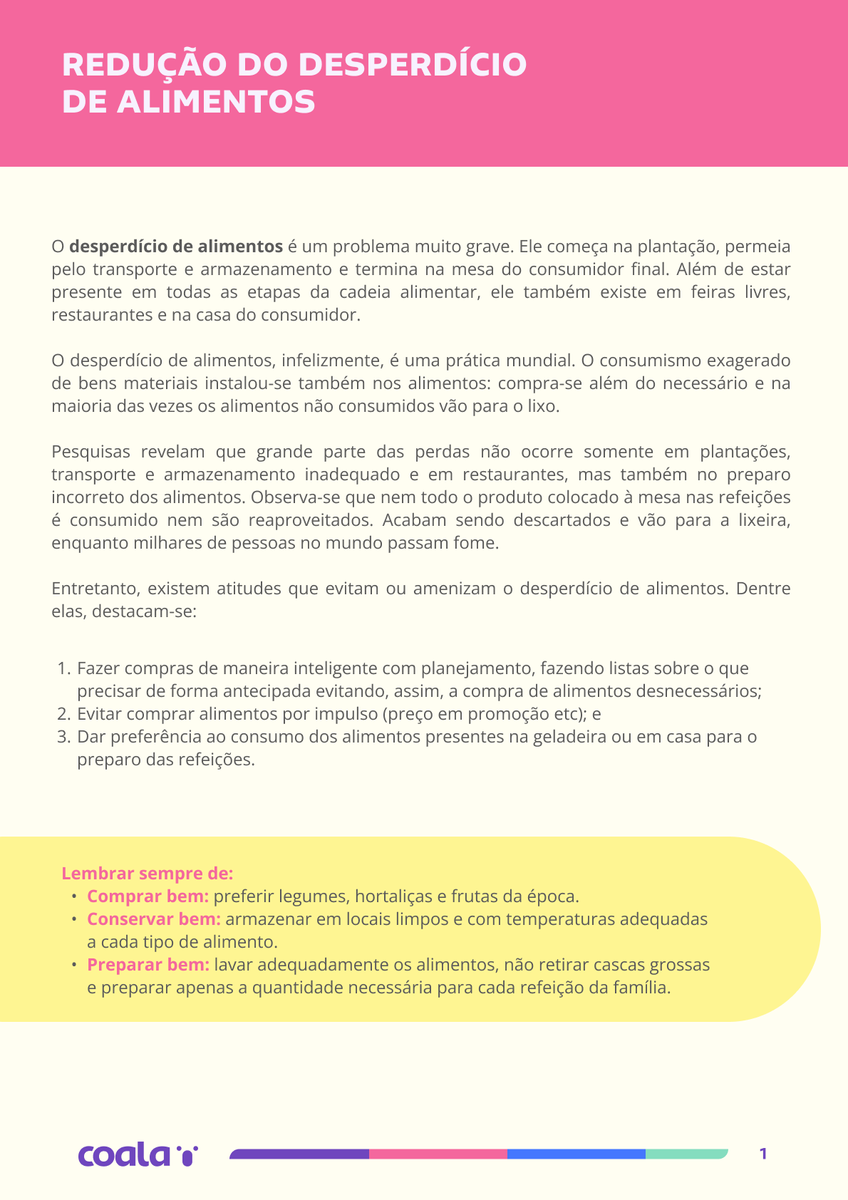 REDUÇÃO DO DESPERDÍCIO
DE ALIMENTOS
O desperdício de alimentos é um problema muito grave. Ele começa na plantação, permeia
pelo transporte e armazenamento e termina na mesa do consumidor final. Além de estar
presente em todas as etapas da cadeia alimentar, ele também existe em feiras livres,
restaurantes e na casa do consumidor.
O desperdício de alimentos, infelizmente, é uma prática mundial. O consumismo exagerado
de bens materiais instalou-se também nos alimentos: compra-se além do necessário e na
maioria das vezes os alimentos não consumidos vão para o lixo.
Pesquisas revelam que grande parte das perdas não ocorre somente em plantações,
transporte e armazenamento inadequado e em restaurantes, mas também no preparo
incorreto dos alimentos. Observa-se que nem todo o produto colocado à mesa nas refeições
é consumido nem são reaproveitados. Acabam sendo descartados e vão para a lixeira,
enquanto milhares de pessoas no mundo passam fome.
Entretanto, existem atitudes que evitam ou amenizam o desperdício de alimentos. Dentre
elas, destacam-se:
1. Fazer compras de maneira inteligente com planejamento, fazendo listas sobre o que
precisar de forma antecipada evitando, assim, a compra de alimentos desnecessários;
2. Evitar comprar alimentos por impulso (preço em promoção etc); e
3. Dar preferência ao consumo dos alimentos presentes na geladeira ou em casa para o
preparo das refeições.
Lembrar sempre de:
• Comprar bem: preferir legumes, hortaliças e frutas da época.
• Conservar bem: armazenar em locais limpos e com temperaturas adequadas
a cada tipo de alimento.
• Preparar bem: lavar adequadamente os alimentos, não retirar cascas grossas
e preparar apenas a quantidade necessária para cada refeição da família.
coala
1